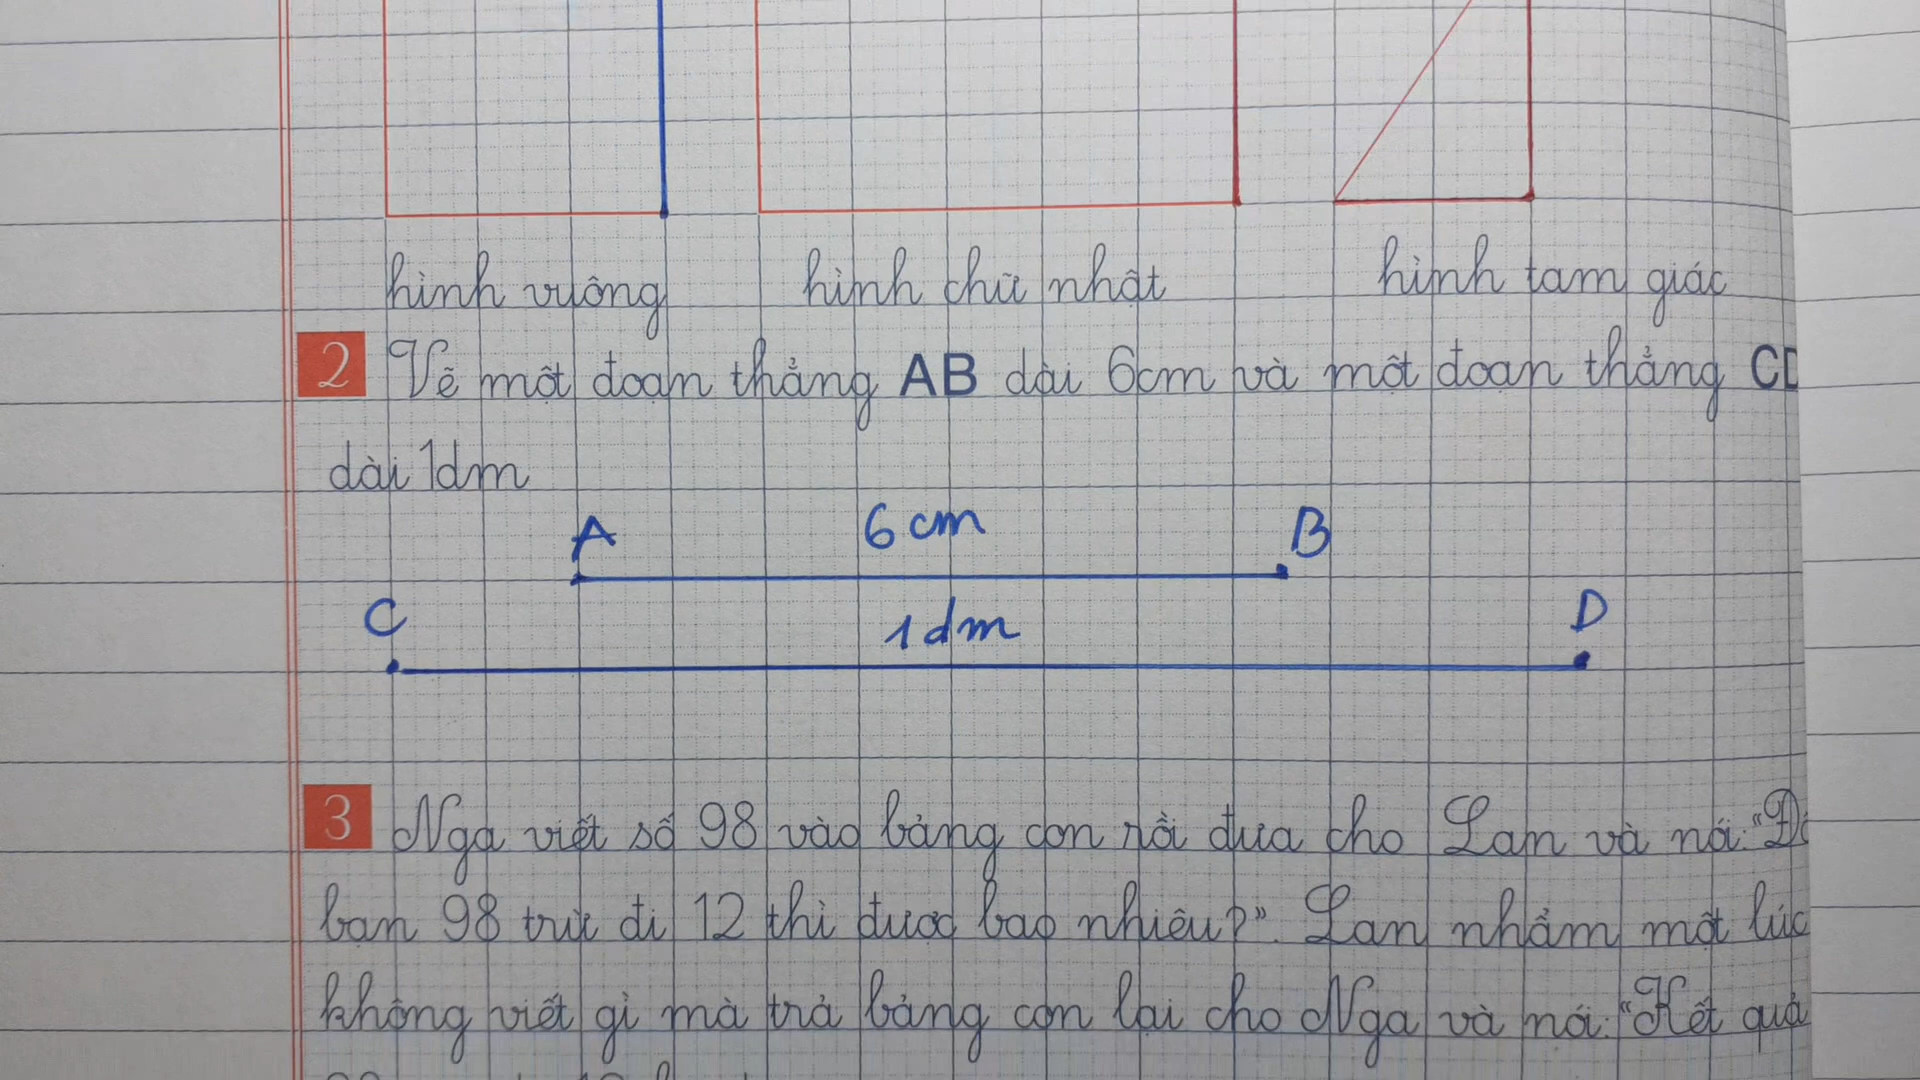 hình vuông hình chữ nhật hình tam giác
2 Vẽ một đoạn thẳng AB dài 6cm và một đoạn thẳng CD
dài 1dm
A 6 cm B
C 1 dm D
3 Nga viết số 98 vào bảng con rồi đưa cho Lan và nói: "Đố
bạn 98 trừ đi 12 thì được bao nhiêu?". Lan nhẩm một lúc
không viết gì mà trả bảng con lại cho Nga và nói: "Kết quả